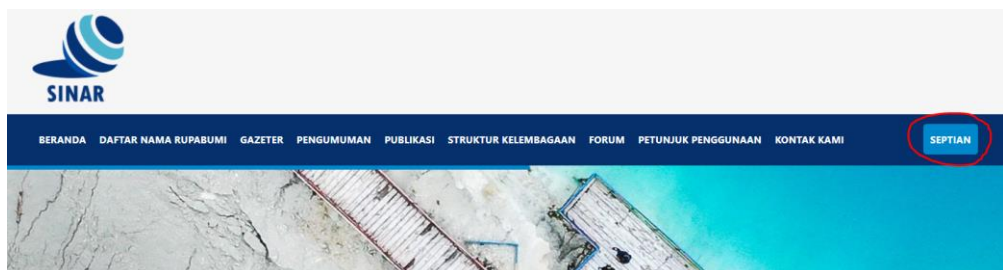 SINAR
BERANDA DAFTAR NAMA RUPABUMI GAZETER PENGUMUMAN PUBLIKASI STRUKTUR KELEMBAGAAN FORUM PETUNJUK PENGGUNAAN KONTAK KAMI SEPTIAN